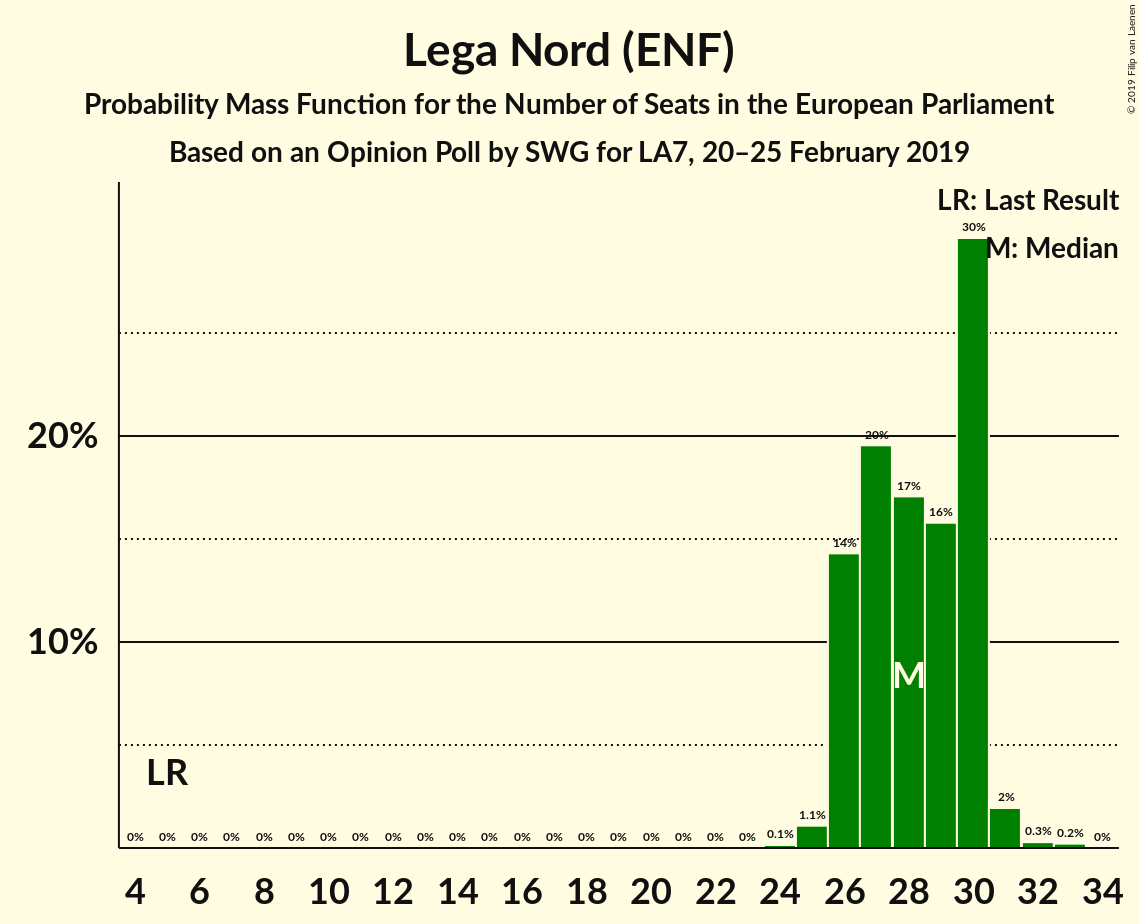 Lega Nord (ENF)
Probability Mass Function for the Number of Seats in the European Parliament
Based on an Opinion Poll by SWG for LA7, 20–25 February 2019
© 2019 Filip van Laenen
LR: Last Result
M: Median
30%
20%
20%
17%
16%
14%
10%
M
LR
0% 0% 0% 0% 0% 0% 0% 0% 0% 0% 0% 0% 0% 0% 0% 0% 0% 0% 0% 0% 0.1% 1.1% 2% 0.3% 0.2% 0%
4 6 8 10 12 14 16 18 20 22 24 26 28 30 32 34